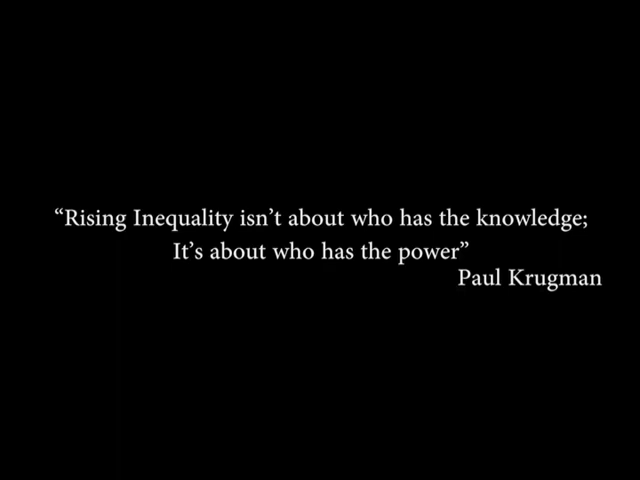 “Rising Inequality isn’t about who has the knowledge;
It’s about who has the power”
Paul Krugman